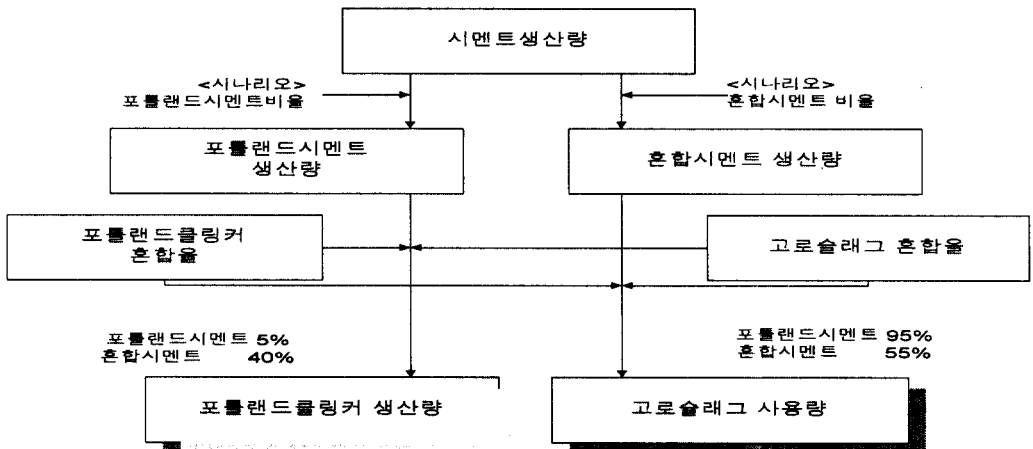 시멘트생산량
<시나리오>
포틀랜드시멘트비율
<시나리오>
혼합시멘트 비율
포틀랜드시멘트
생산량
혼합시멘트 생산량
포틀랜드클링커
혼합율
고로슬래그 혼합율
포틀랜드시멘트 5%
혼합시멘트 40%
포틀랜드시멘트 95%
혼합시멘트 55%
포틀랜드클링커 생산량
고로슬래그 사용량